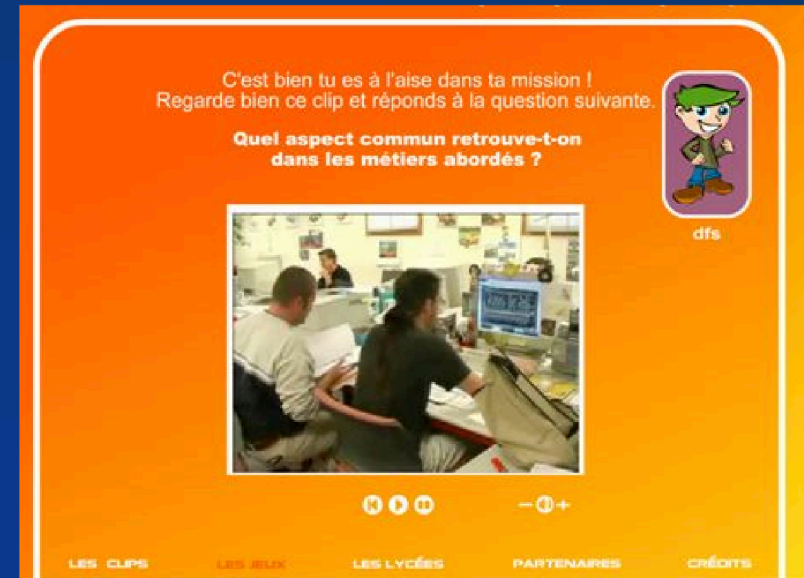 C'est bien tu es à l'aise dans ta mission !
Regarde bien ce clip et réponds à la question suivante.
Quel aspect commun retrouve-t-on
dans les métiers abordés ?
dfs
LES CLIPS LES JEUX LES LYCÉES PARTENAIRES CRÉDITS